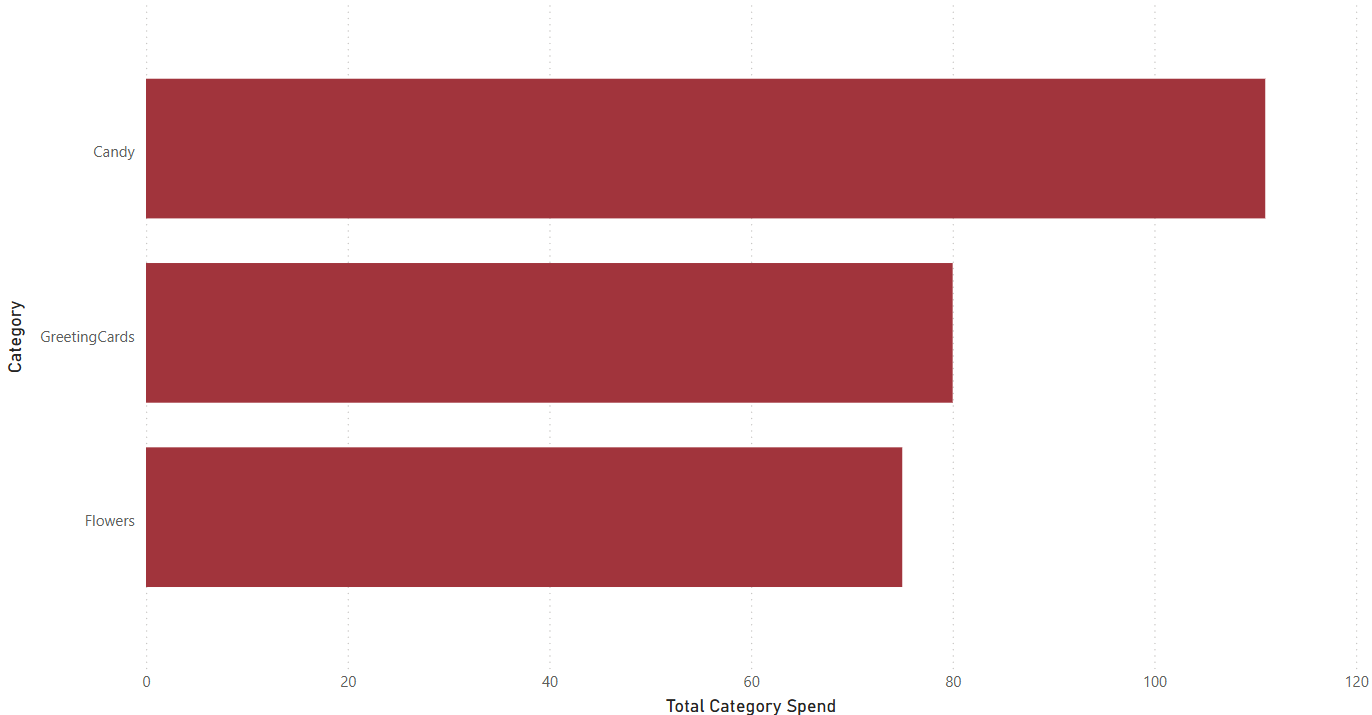 Category
Candy
GreetingCards
Flowers
0 20 40 60 80 100 120
Total Category Spend